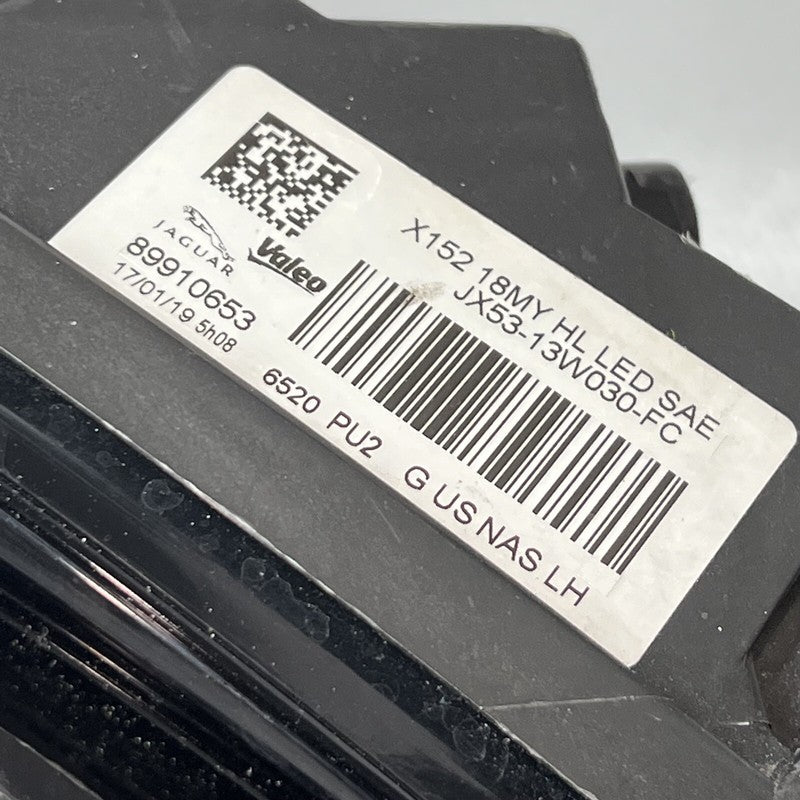 X152 18MY HL LED SAE
JX53-13W030-FC
JAGUAR
Valeo
89910653
17/01/19 5h08
6520 PU2 G US NAS LH